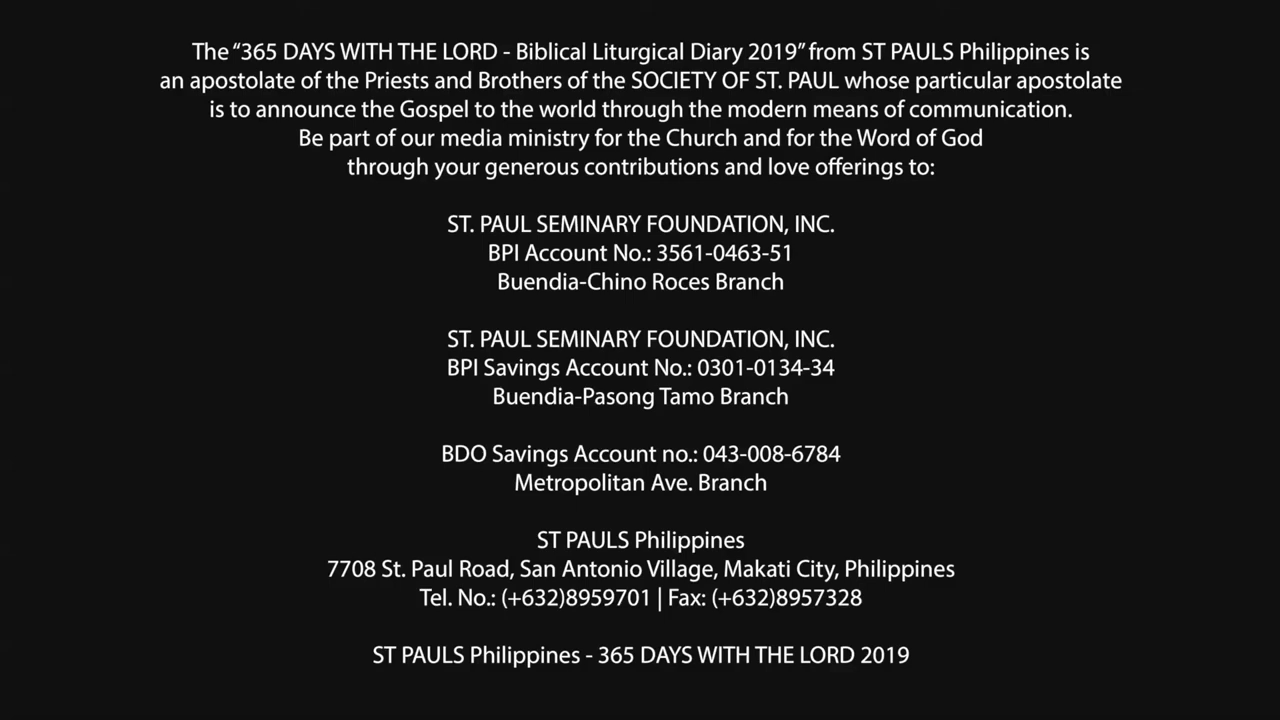 The “365 DAYS WITH THE LORD - Biblical Liturgical Diary 2019” from ST PAULS Philippines is
an apostolate of the Priests and Brothers of the SOCIETY OF ST. PAUL whose particular apostolate
is to announce the Gospel to the world through the modern means of communication.
Be part of our media ministry for the Church and for the Word of God
through your generous contributions and love offerings to:
ST. PAUL SEMINARY FOUNDATION, INC.
BPI Account No.: 3561-0463-51
Buendia-Chino Roces Branch
ST. PAUL SEMINARY FOUNDATION, INC.
BPI Savings Account No.: 0301-0134-34
Buendia-Pasong Tamo Branch
BDO Savings Account no.: 043-008-6784
Metropolitan Ave. Branch
ST PAULS Philippines
7708 St. Paul Road, San Antonio Village, Makati City, Philippines
Tel. No.: (+632)8959701 | Fax: (+632)8957328
ST PAULS Philippines - 365 DAYS WITH THE LORD 2019